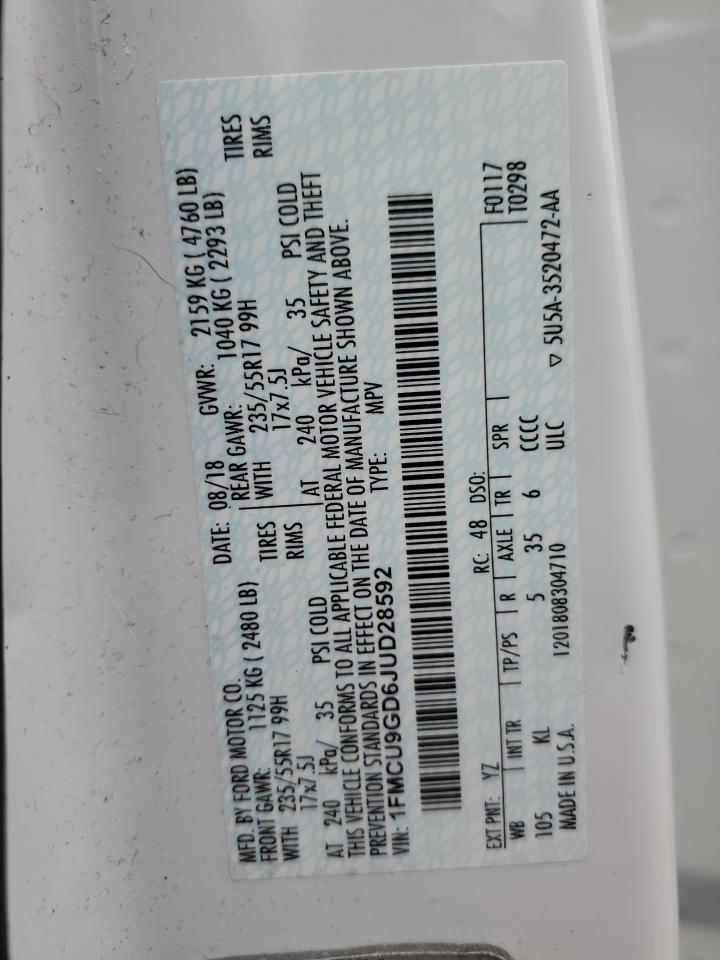 MFD. BY FORD MOTOR CO. DATE: 08/18 GVWR: 2159 KG ( 4760 LB)
FRONT GAWR: 1125 KG ( 2480 LB) REAR GAWR: 1040 KG ( 2293 LB)
WITH 235/55R17 99H TIRES WITH 235/55R17 99H TIRES
17x7.5J RIMS 17x7.5J RIMS
AT 240 kPa/ 35 PSI COLD AT 240 kPa/ 35 PSI COLD
THIS VEHICLE CONFORMS TO ALL APPLICABLE FEDERAL MOTOR VEHICLE SAFETY AND THEFT
PREVENTION STANDARDS IN EFFECT ON THE DATE OF MANUFACTURE SHOWN ABOVE.
VIN: 1FMCU9GD6JUD28592 TYPE: MPV
EXT PNT: YZ RC: 48 DSO: F0117
WB INT TR TP/PS R AXLE TR SPR T0298
105 KL 5 35 6 CCCC
MADE IN U.S.A. 1201808304710 ULC ▽ 5U5A-3520472-AA